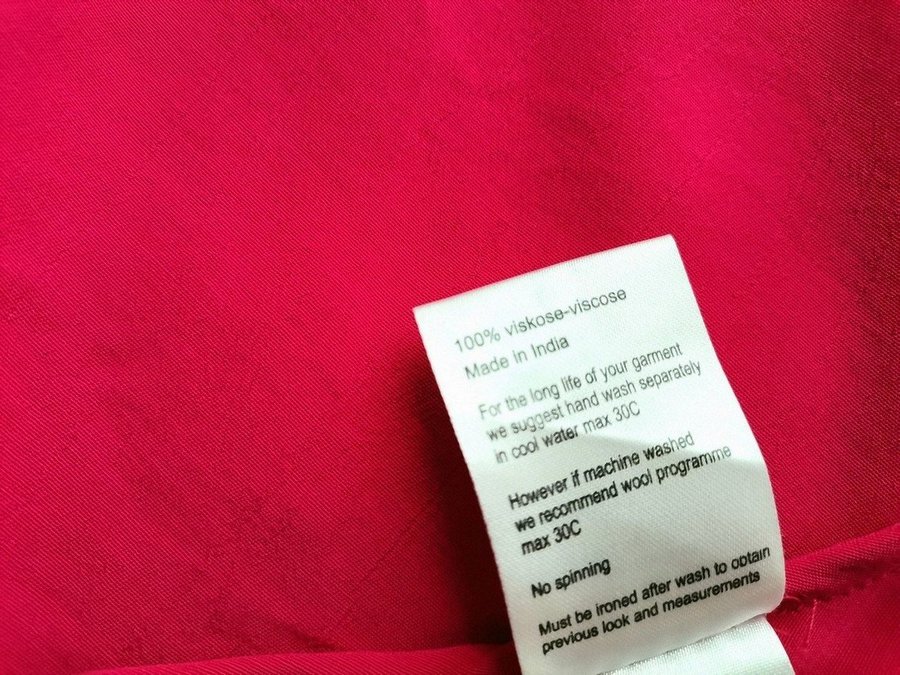 100% viskose-viscose
Made in India
For the long life of your garment
we suggest hand wash separately
in cool water max 30C
However if machine washed
we recommend wool programme
max 30C
No spinning
Must be ironed after wash to obtain
previous look and measurements